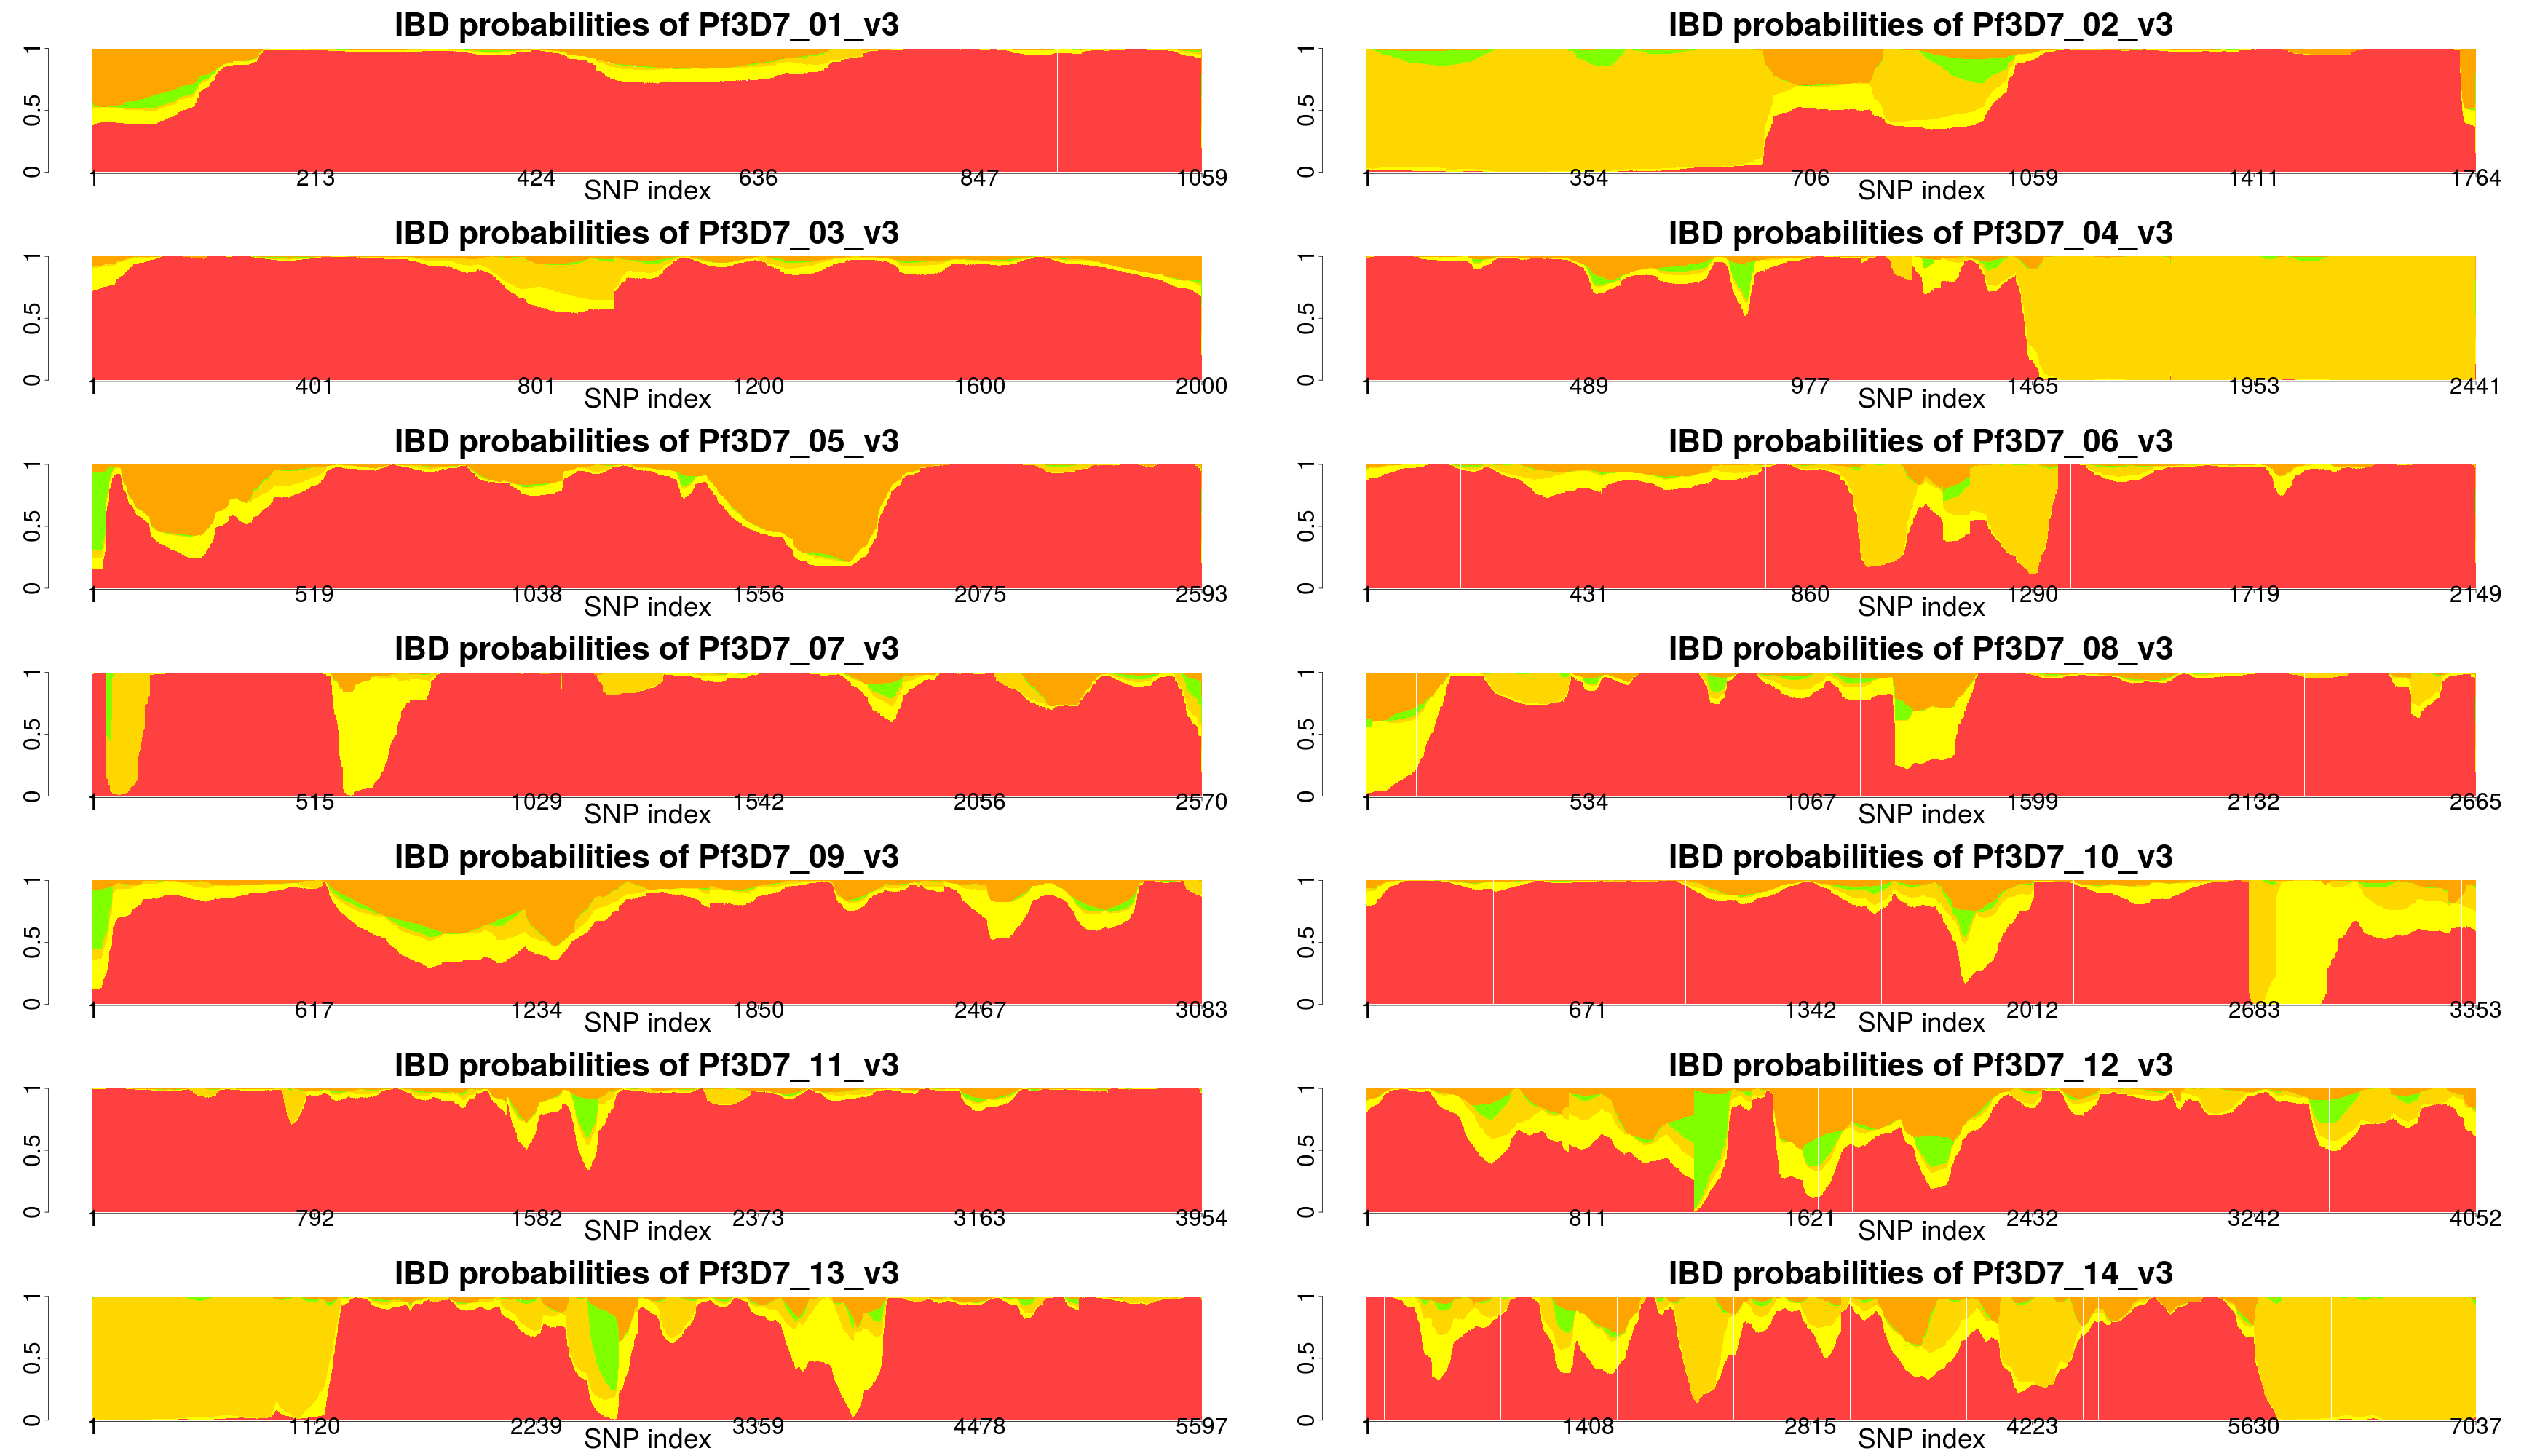 IBD probabilities of Pf3D7_01_v3
0 0.5 1
1 213 424 636 847 1059
SNP index
IBD probabilities of Pf3D7_02_v3
0 0.5 1
1 354 706 1059 1411 1764
SNP index
IBD probabilities of Pf3D7_03_v3
0 0.5 1
1 401 801 1200 1600 2000
SNP index
IBD probabilities of Pf3D7_04_v3
0 0.5 1
1 489 977 1465 1953 2441
SNP index
IBD probabilities of Pf3D7_05_v3
0 0.5 1
1 519 1038 1556 2075 2593
SNP index
IBD probabilities of Pf3D7_06_v3
0 0.5 1
1 431 860 1290 1719 2149
SNP index
IBD probabilities of Pf3D7_07_v3
0 0.5 1
1 515 1029 1542 2056 2570
SNP index
IBD probabilities of Pf3D7_08_v3
0 0.5 1
1 534 1067 1599 2132 2665
SNP index
IBD probabilities of Pf3D7_09_v3
0 0.5 1
1 617 1234 1850 2467 3083
SNP index
IBD probabilities of Pf3D7_10_v3
0 0.5 1
1 671 1342 2012 2683 3353
SNP index
IBD probabilities of Pf3D7_11_v3
0 0.5 1
1 792 1582 2373 3163 3954
SNP index
IBD probabilities of Pf3D7_12_v3
0 0.5 1
1 811 1621 2432 3242 4052
SNP index
IBD probabilities of Pf3D7_13_v3
0 0.5 1
1 1120 2239 3359 4478 5597
SNP index
IBD probabilities of Pf3D7_14_v3
0 0.5 1
1 1408 2815 4223 5630 7037
SNP index